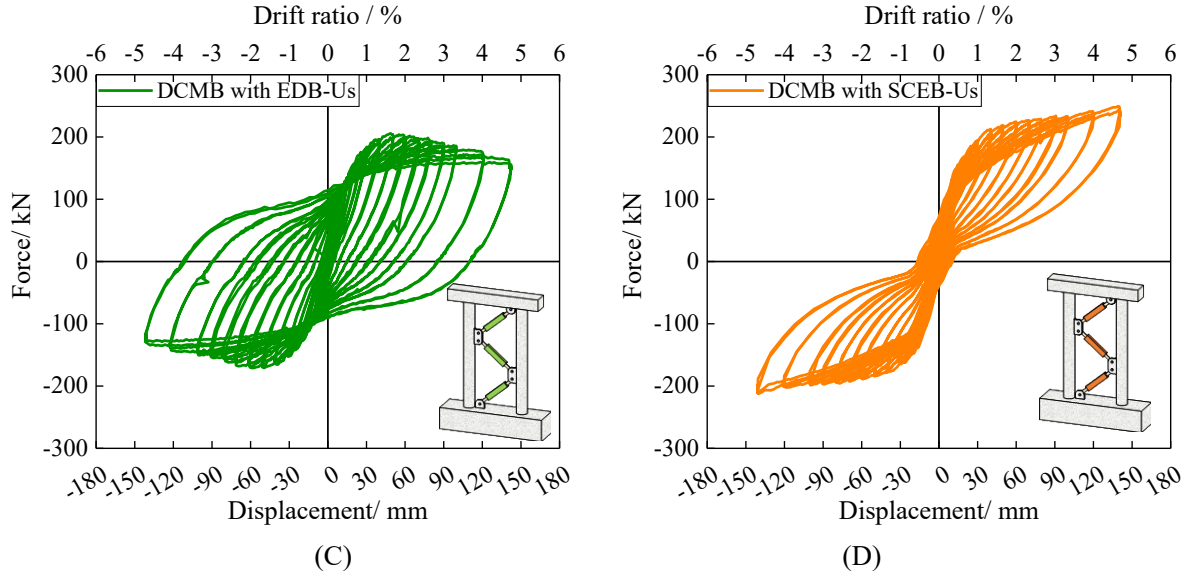 Drift ratio / %
-6 -5 -4 -3 -2 -1 0 1 2 3 4 5 6
300
200
100
0
-100
-200
-300
Force/ kN
DCMB with EDB-Us
-180 -150 -120 -90 -60 -30 0 30 60 90 120 150 180
Displacement/ mm
(C)
Drift ratio / %
-6 -5 -4 -3 -2 -1 0 1 2 3 4 5 6
300
200
100
0
-100
-200
-300
Force/ kN
DCMB with SCEB-Us
-180 -150 -120 -90 -60 -30 0 30 60 90 120 150 180
Displacement/ mm
(D)